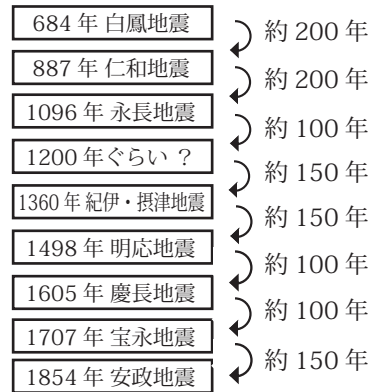 684 年 白鳳地震
約 200 年
887 年 仁和地震
約 200 年
1096 年 永長地震
約 100 年
1200 年ぐらい ?
約 150 年
1360 年 紀伊・摂津地震
約 150 年
1498 年 明応地震
約 100 年
1605 年 慶長地震
約 100 年
1707 年 宝永地震
約 150 年
1854 年 安政地震